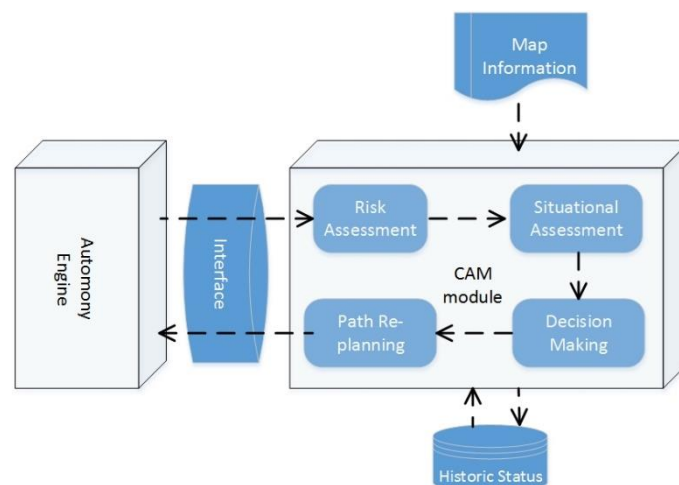 Map
Information
Automony
Engine
Interface
Risk
Assessment
Situational
Assessment
CAM
module
Path Re-
planning
Decision
Making
Historic Status